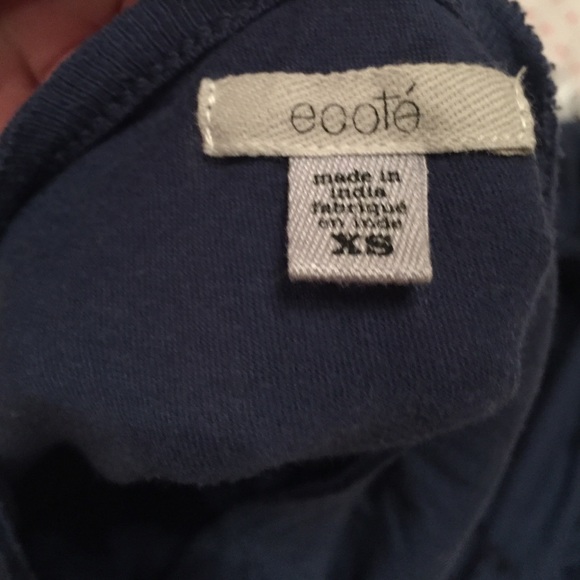 ecoté
made in
india
fabriqué
en inde
XS